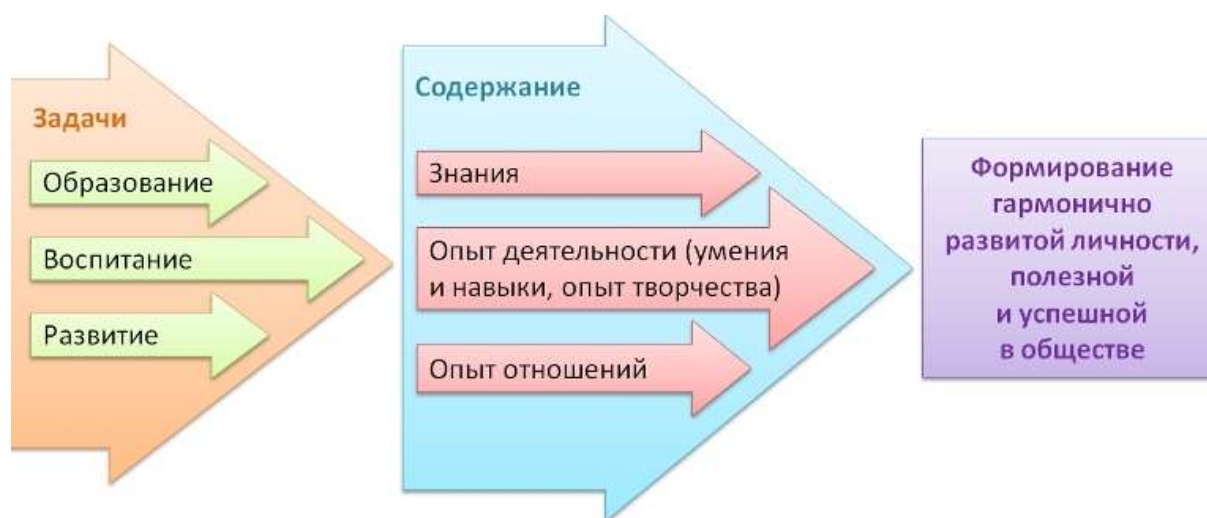 Задачи
Образование
Воспитание
Развитие
Содержание
Знания
Опыт деятельности (умения
и навыки, опыт творчества)
Опыт отношений
Формирование
гармонично
развитой личности,
полезной
и успешной
в обществе